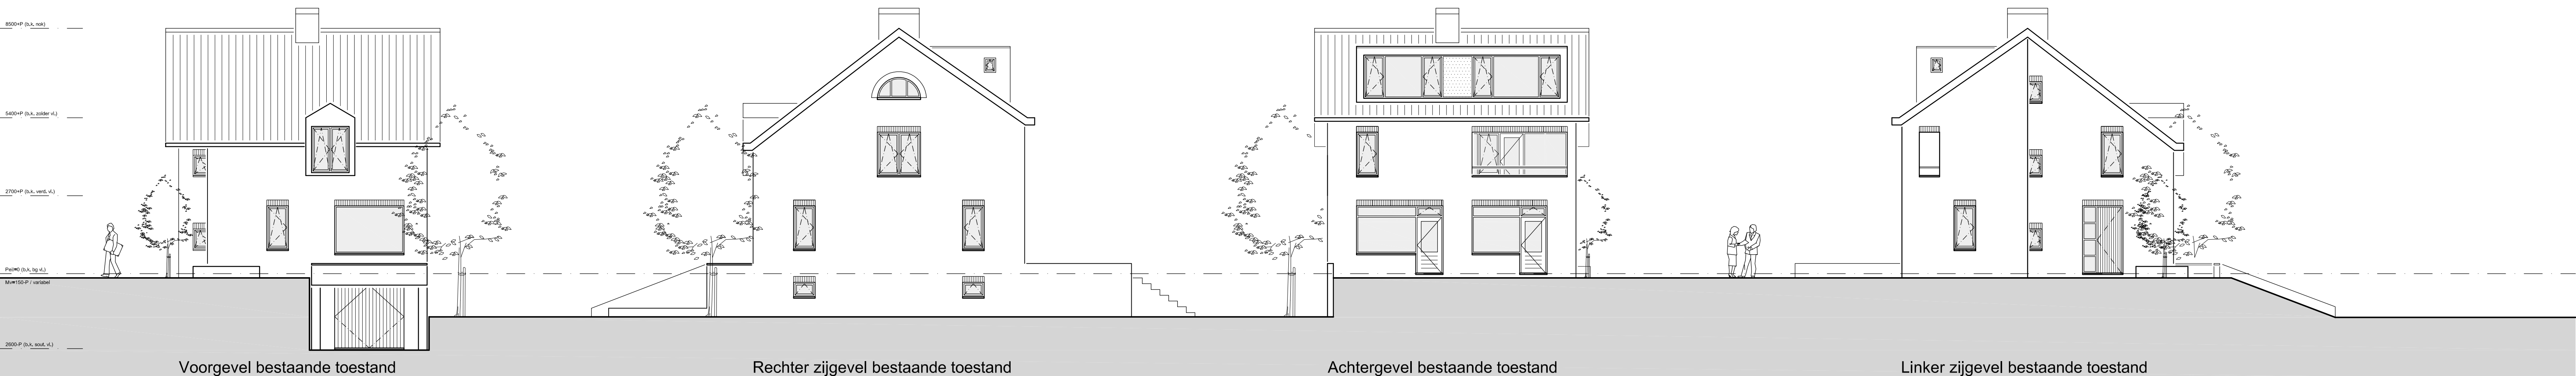 8500+P (b.k. nok)
5400+P (b.k. zolder vl.)
2700+P (b.k. verd. vl.)
Peil=0 (b.k. bg vl.)
Mv=150-P / variabel
2600-P (b.k. sout. vl.)
Voorgevel bestaande toestand
Rechter zijgevel bestaande toestand
Achtergevel bestaande toestand
Linker zijgevel bestaande toestand